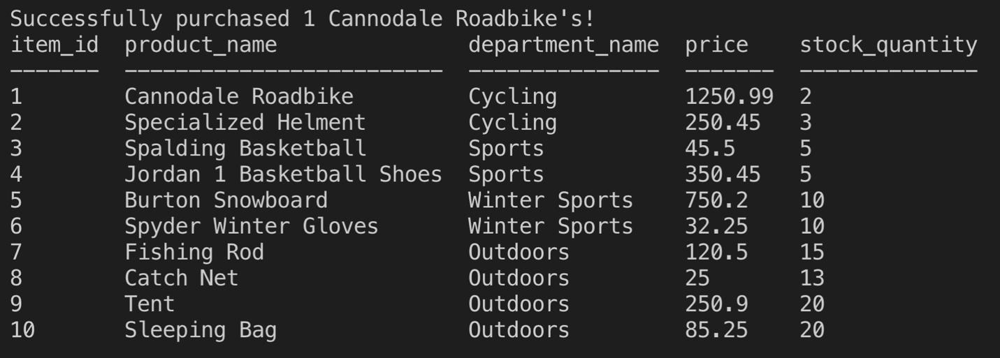 Successfully purchased 1 Cannodale Roadbike's!
item_id  product_name               department_name  price    stock_quantity
-------  -------------------------  ---------------  -------  --------------
1        Cannodale Roadbike         Cycling          1250.99  2
2        Specialized Helment        Cycling          250.45   3
3        Spalding Basketball        Sports           45.5     5
4        Jordan 1 Basketball Shoes  Sports           350.45   5
5        Burton Snowboard           Winter Sports    750.2    10
6        Spyder Winter Gloves       Winter Sports    32.25    10
7        Fishing Rod                Outdoors         120.5    15
8        Catch Net                  Outdoors         25       13
9        Tent                       Outdoors         250.9    20
10       Sleeping Bag               Outdoors         85.25    20